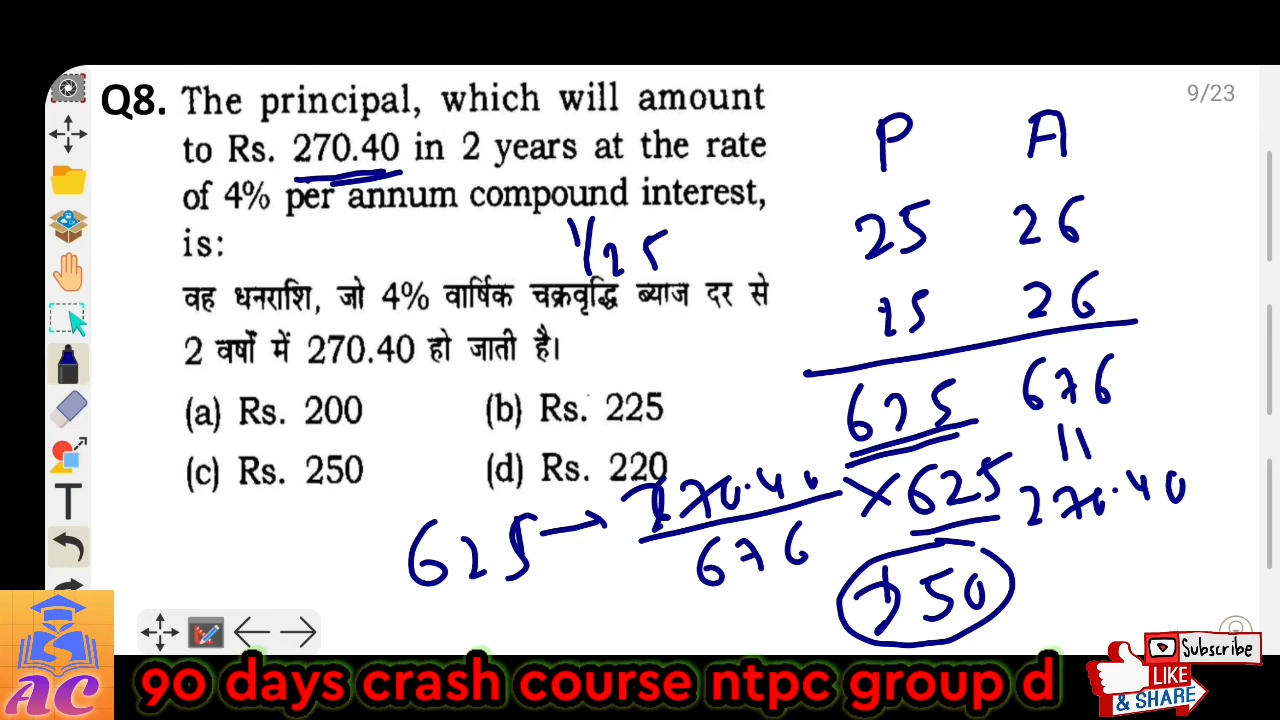 9/23
Q8. The principal, which will amount
to Rs. 270.40 in 2 years at the rate
of 4% per annum compound interest,
is:
1/25
वह धनराशि, जो 4% वार्षिक चक्रवृद्धि ब्याज दर से
2 वर्षों में 270.40 हो जाती है।
(a) Rs. 200 (b) Rs. 225
(c) Rs. 250 (d) Rs. 220
P A
25 26
25 26
625 676
||
270.40
625 → 270.40 / 676 × 625
250
T
S
AC
90 days crash course ntpc group d
Subscribe
LIKE
& SHARE